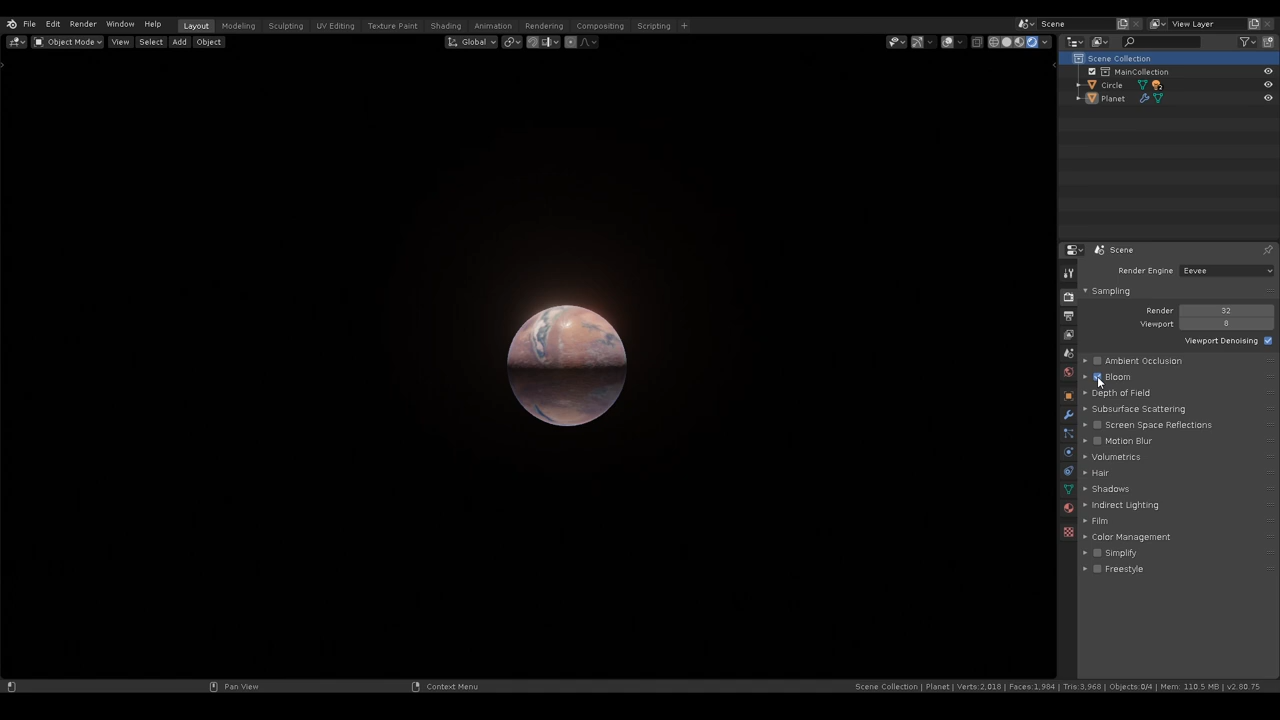 File Edit Render Window Help Layout Modeling Sculpting UV Editing Texture Paint Shading Animation Rendering Compositing Scripting + Scene View Layer
Object Mode View Select Add Object Global
Scene Collection
MainCollection
Circle
Planet
Scene
Render Engine Eevee
Sampling
Render 32
Viewport 8
Viewport Denoising
Ambient Occlusion
Bloom
Depth of Field
Subsurface Scattering
Screen Space Reflections
Motion Blur
Volumetrics
Hair
Shadows
Indirect Lighting
Film
Color Management
Simplify
Freestyle
Pan View Context Menu Scene Collection | Planet | Verts:2,018 | Faces:1,984 | Tris:3,968 | Objects:0/4 | Mem: 110.5 MB | v2.80.75